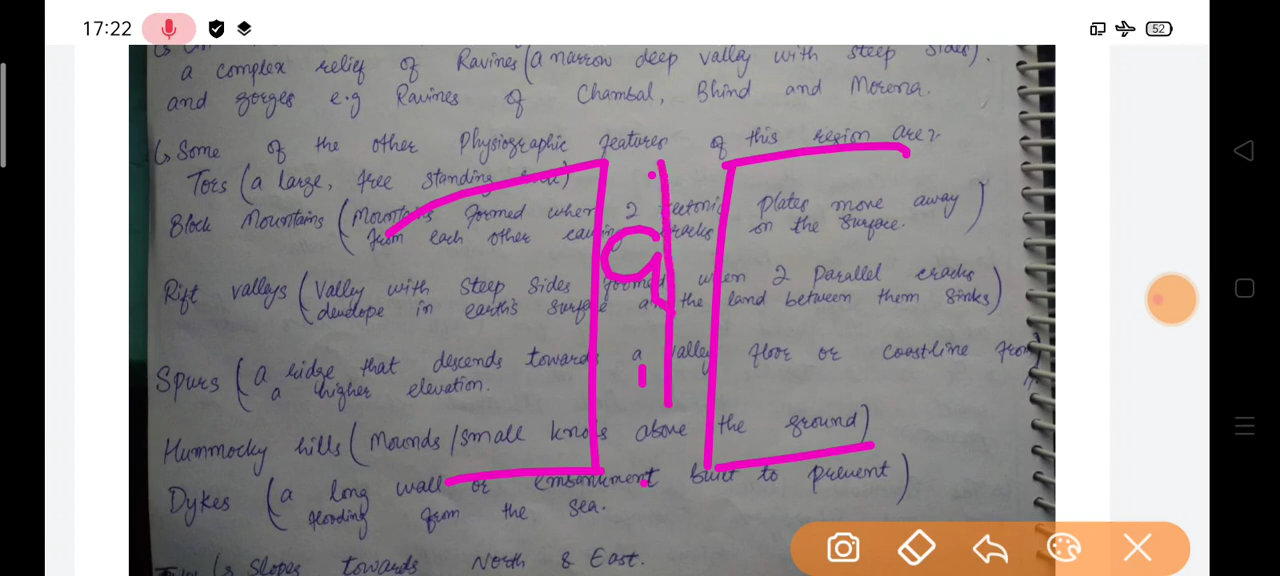 17:22
52
a complex relief of Ravines (a narrow deep valley with steep sides).
and gorges e.g Ravines of Chambal, Bhind and Morena.
↳ Some of the other Physiographic features of this region are:
Tors (a large, free standing
Block Mountains (Mountains formed when 2 tectonic plates move away
from each other causing cracks on the surface.)
Rift valleys (Valley with steep sides formed when 2 Parallel cracks
develope in earth's surface and the land between them sinks)
Spurs (a ridge that descends towards a valley floor or coastline from
a higher elevation.
Hummocky hills (Mounds/small knobs above the ground)
Dykes (a long wall or embankment built to prevent
flooding from the sea.)
↳ Slopes towards North & East.